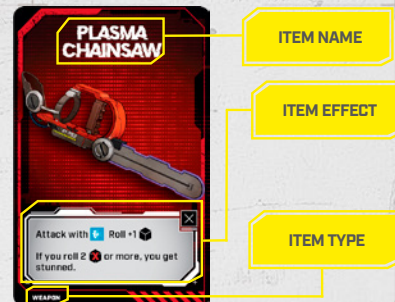 PLASMA
CHAINSAW
ITEM NAME
ITEM EFFECT
Attack with Roll +1
If you roll 2 or more, you get
stunned.
ITEM TYPE
WEAPON